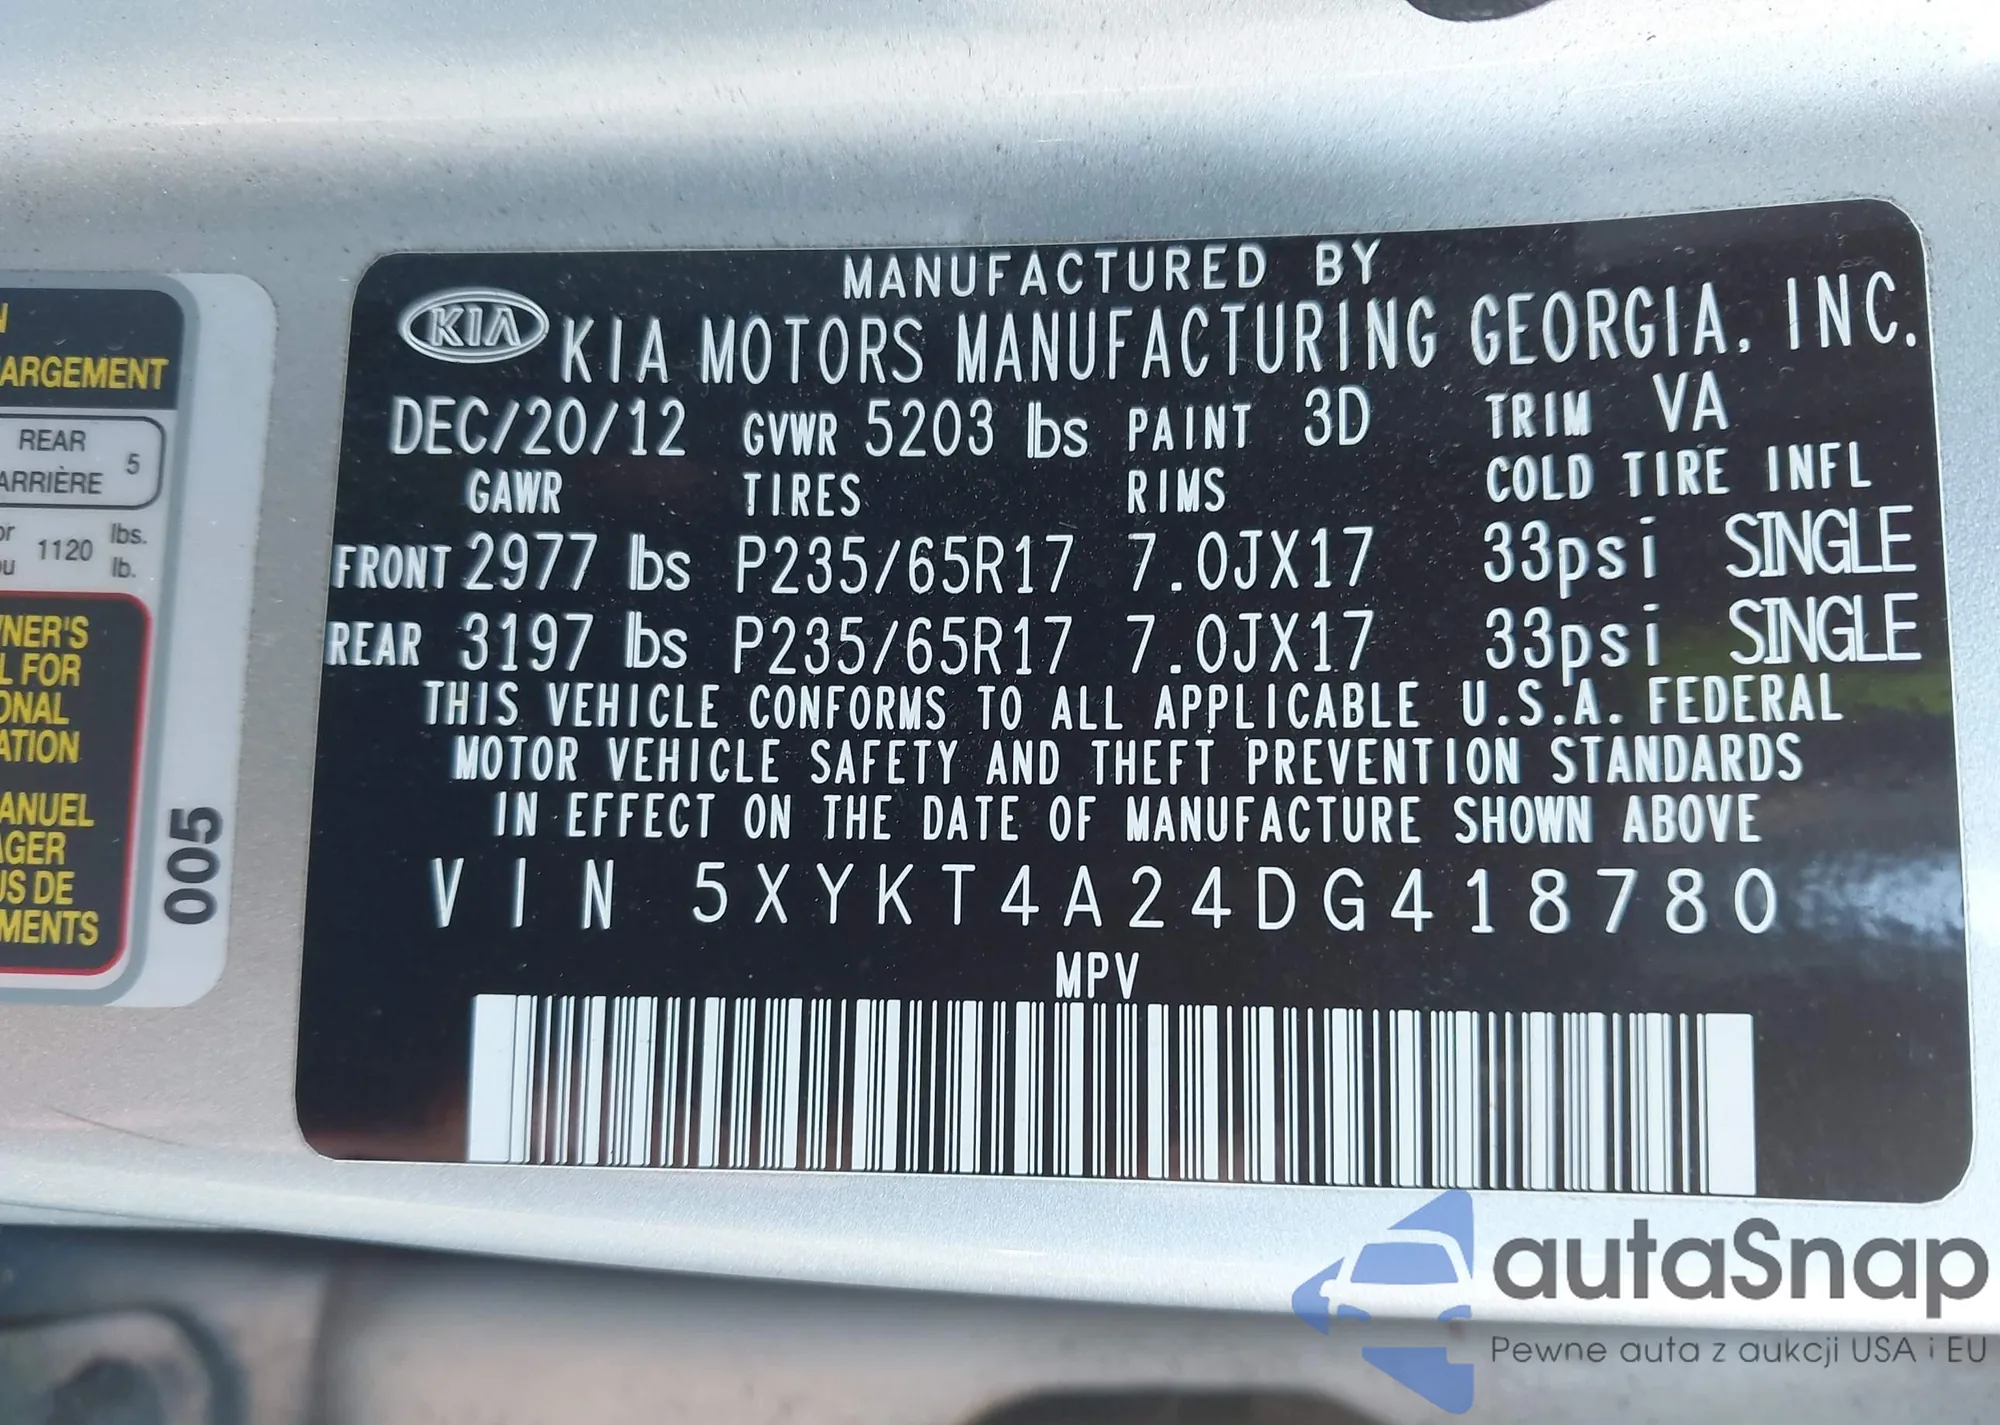 N
ARGEMENT
REAR
ARRIÈRE
5
or
ou
1120
lbs.
lb.
NER'S
L FOR
ONAL
ATION
ANUEL
AGER
US DE
MENTS
005
MANUFACTURED BY
KIA KIA MOTORS MANUFACTURING GEORGIA, INC.
DEC/20/12 GVWR 5203 lbs PAINT 3D TRIM VA
GAWR TIRES RIMS COLD TIRE INFL
FRONT 2977 lbs P235/65R17 7.0JX17 33psi SINGLE
REAR 3197 lbs P235/65R17 7.0JX17 33psi SINGLE
THIS VEHICLE CONFORMS TO ALL APPLICABLE U.S.A. FEDERAL
MOTOR VEHICLE SAFETY AND THEFT PREVENTION STANDARDS
IN EFFECT ON THE DATE OF MANUFACTURE SHOWN ABOVE
VIN 5XYKT4A24DG418780
MPV
autaSnap
Pewne auta z aukcji USA i EU